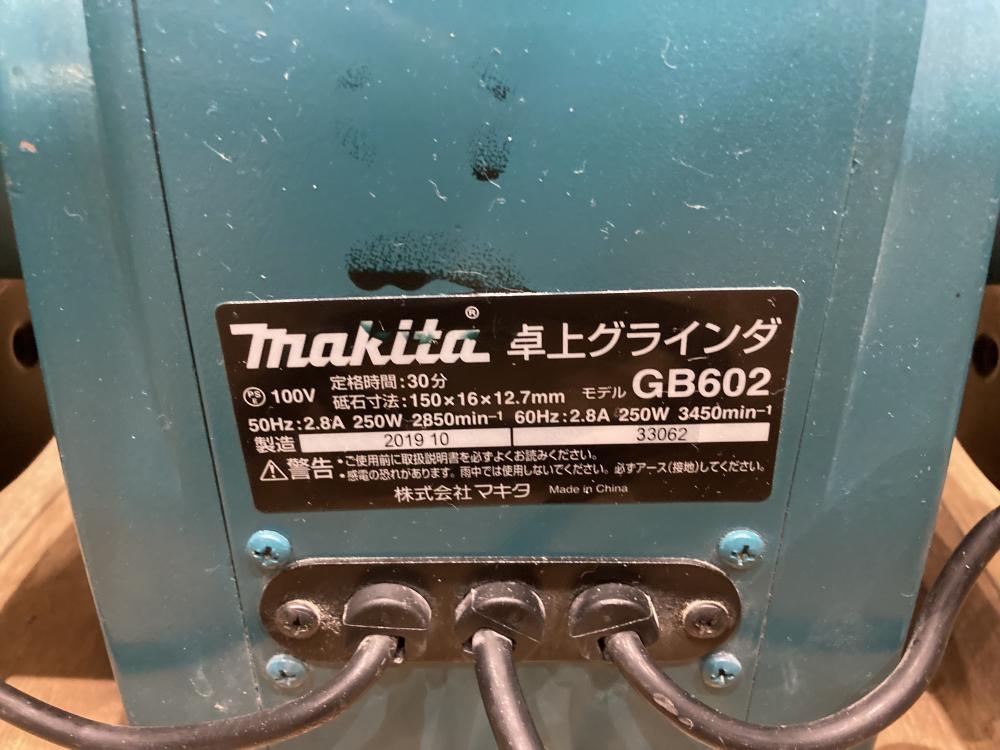 makita® 卓上グラインダ
PS 100V 定格時間:30分
砥石寸法:150×16×12.7mm モデル GB602
50Hz:2.8A 250W 2850min⁻¹ 60Hz:2.8A 250W 3450min⁻¹
製造 2019 10 33062
⚠警告 ・ご使用前に取扱説明書を必ずよくお読みください。
・感電の恐れがあります。雨中では使用しないでください。必ずアース(接地)してください。
株式会社 マキタ Made in China